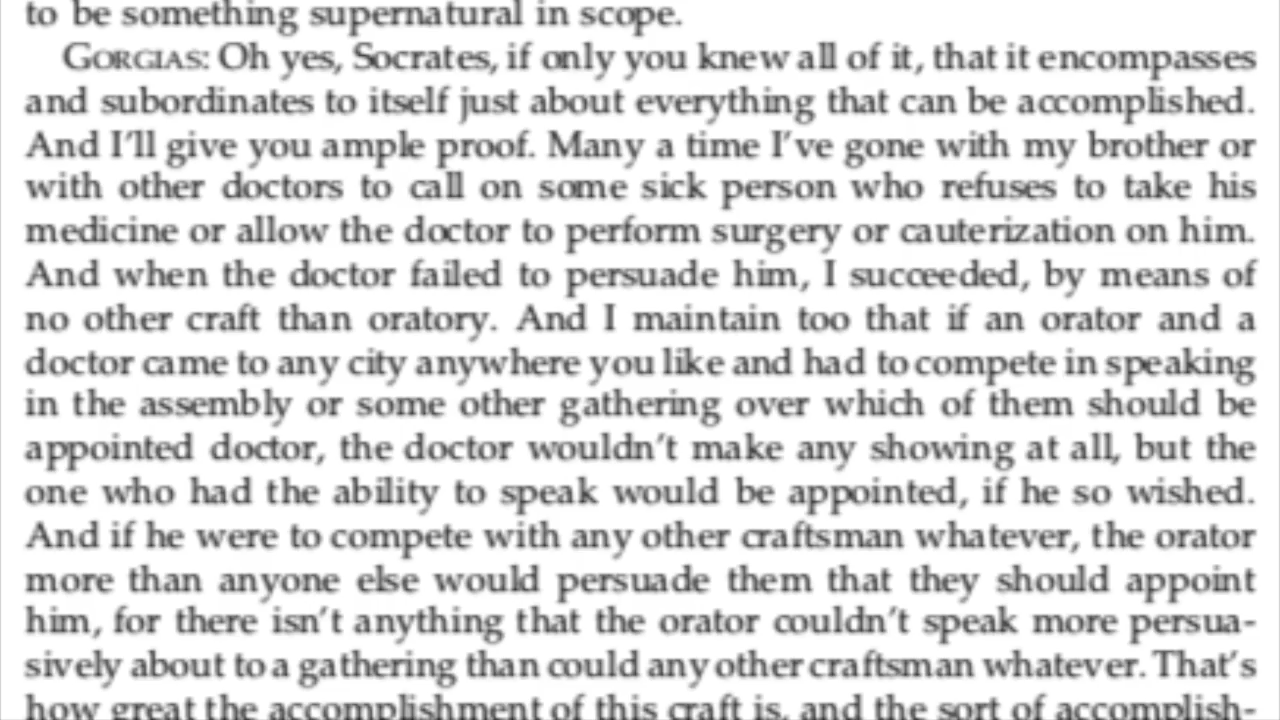 to be something supernatural in scope.
GORGIAS: Oh yes, Socrates, if only you knew all of it, that it encompasses
and subordinates to itself just about everything that can be accomplished.
And I’ll give you ample proof. Many a time I’ve gone with my brother or
with other doctors to call on some sick person who refuses to take his
medicine or allow the doctor to perform surgery or cauterization on him.
And when the doctor failed to persuade him, I succeeded, by means of
no other craft than oratory. And I maintain too that if an orator and a
doctor came to any city anywhere you like and had to compete in speaking
in the assembly or some other gathering over which of them should be
appointed doctor, the doctor wouldn’t make any showing at all, but the
one who had the ability to speak would be appointed, if he so wished.
And if he were to compete with any other craftsman whatever, the orator
more than anyone else would persuade them that they should appoint
him, for there isn’t anything that the orator couldn’t speak more persua-
sively about to a gathering than could any other craftsman whatever. That’s
how great the accomplishment of this craft is, and the sort of accomplish-